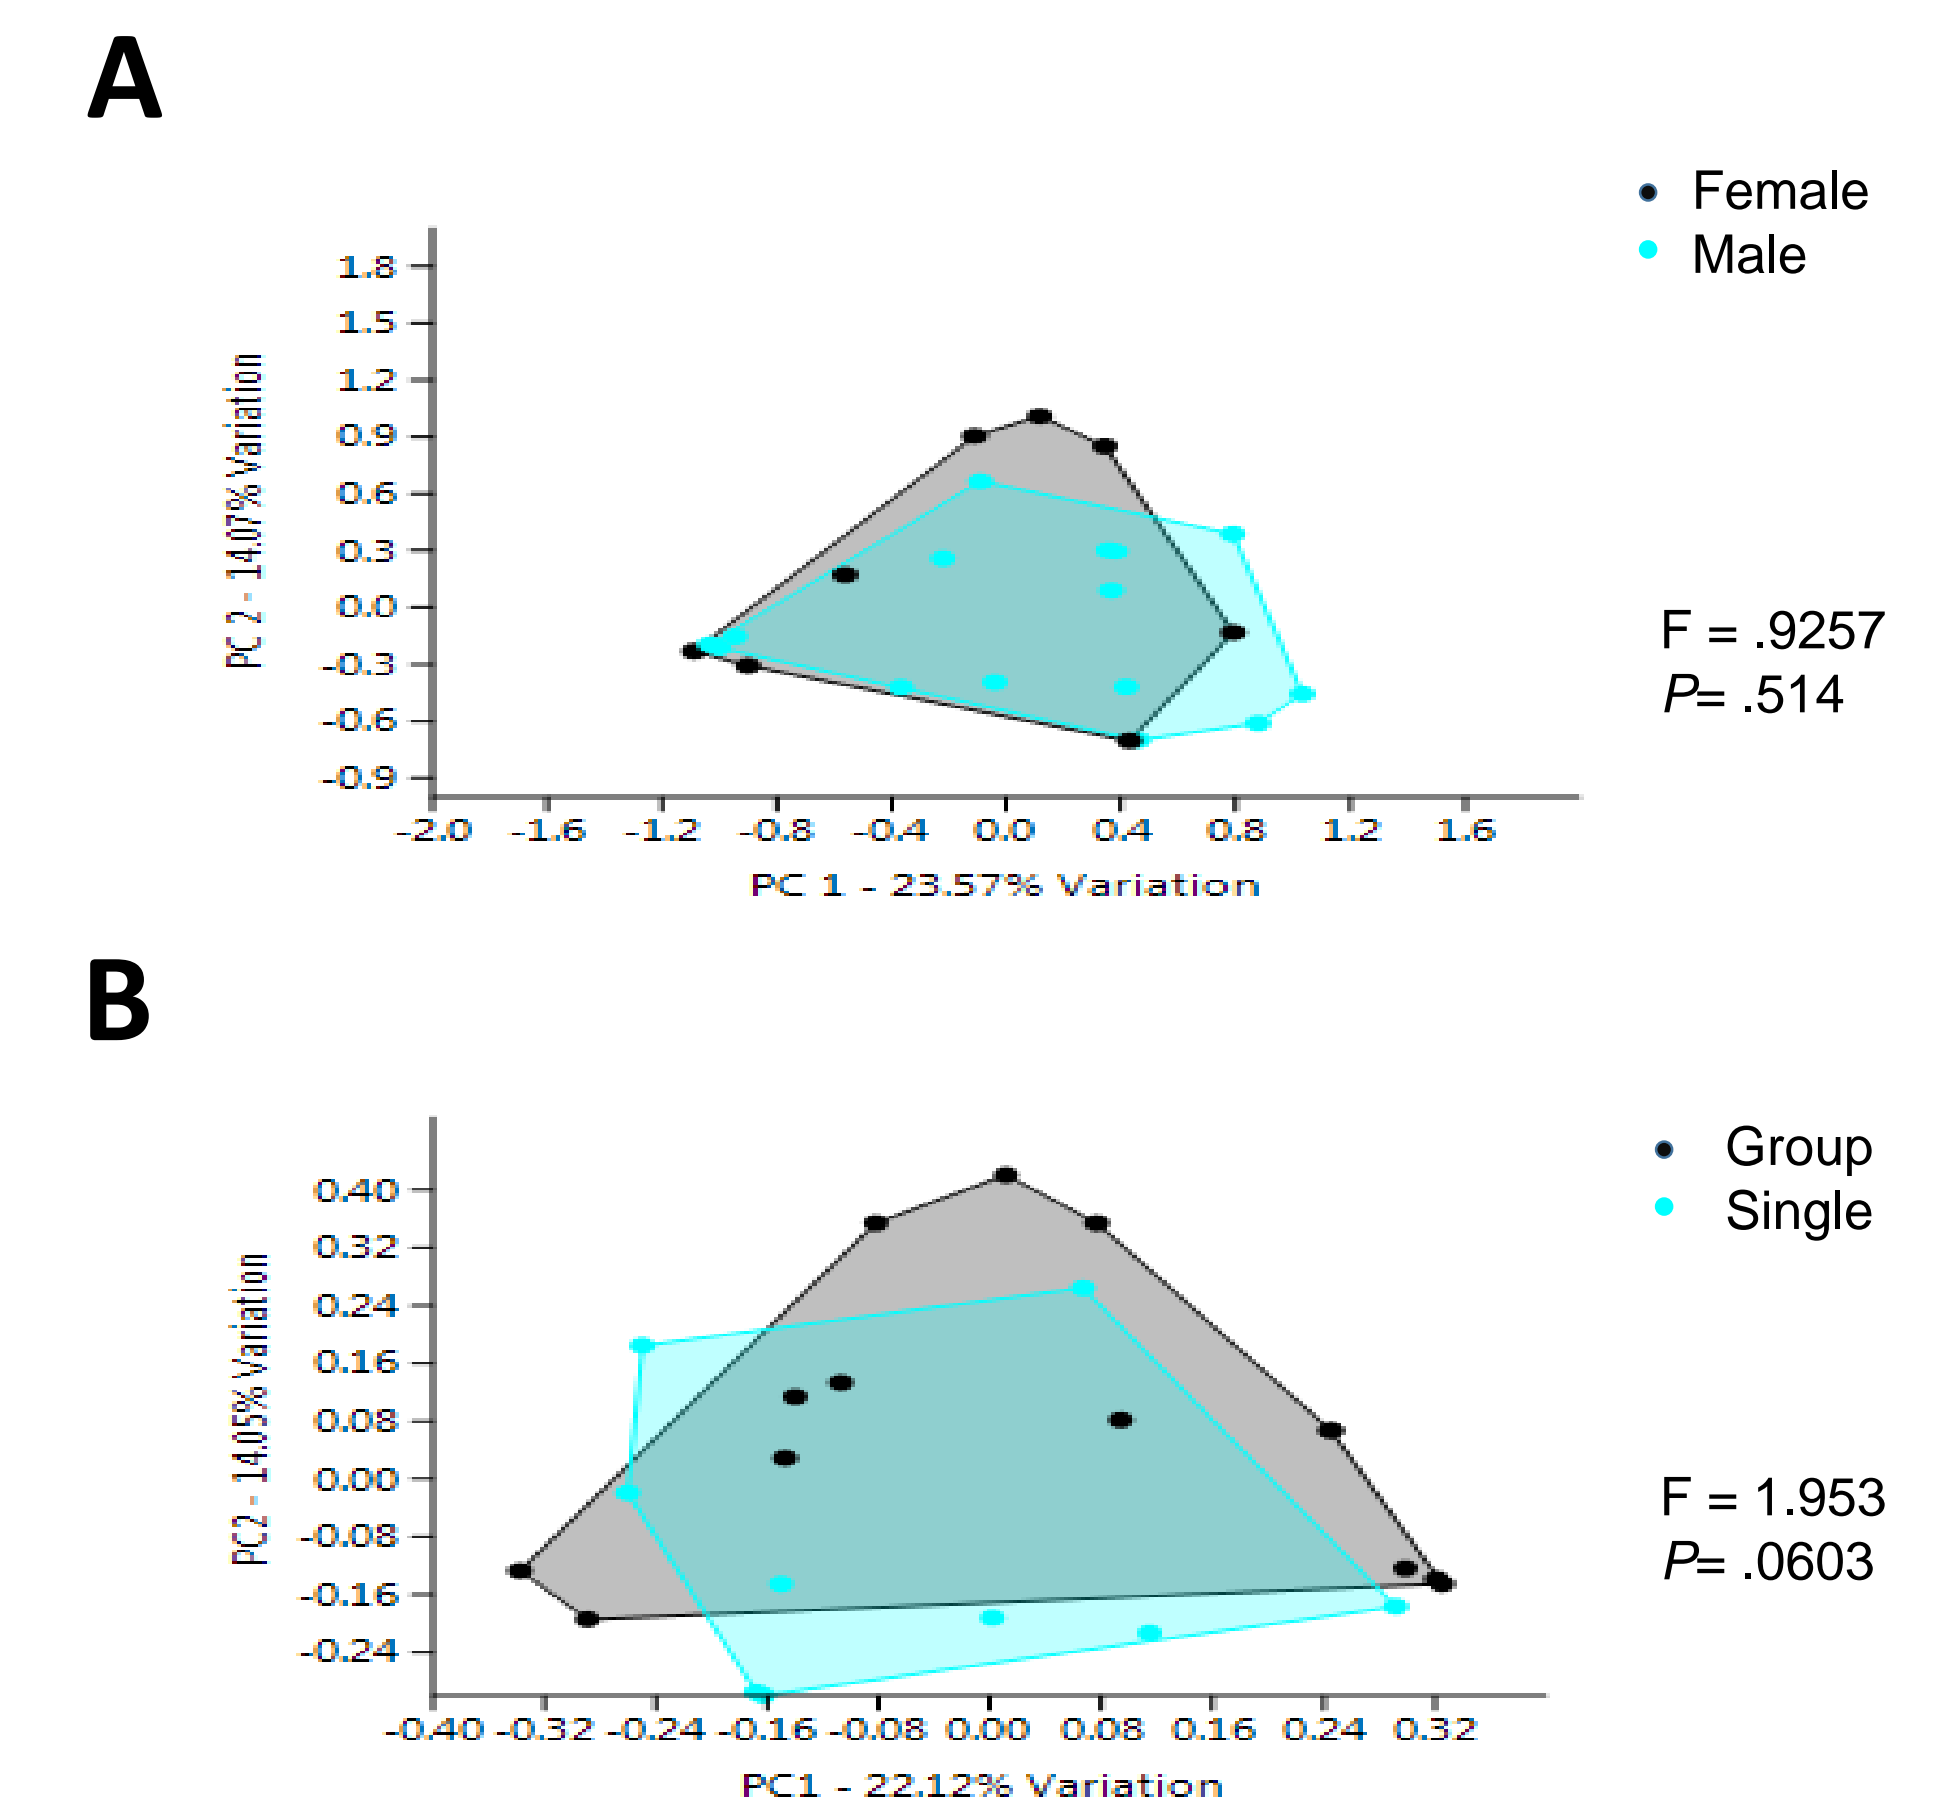 A
Female
Male
1.8
1.5
1.2
0.9
0.6
0.3
0.0
-0.3
-0.6
-0.9
PC 2 - 14.07% Variation
F = .9257
P= .514
-2.0 -1.6 -1.2 -0.8 -0.4 0.0 0.4 0.8 1.2 1.6
PC 1 - 23.57% Variation
B
Group
Single
0.40
0.32
0.24
0.16
0.08
0.00
-0.08
-0.16
-0.24
PC2 - 14.05% Variation
F = 1.953
P= .0603
-0.40 -0.32 -0.24 -0.16 -0.08 0.00 0.08 0.16 0.24 0.32
PC1 - 22.12% Variation